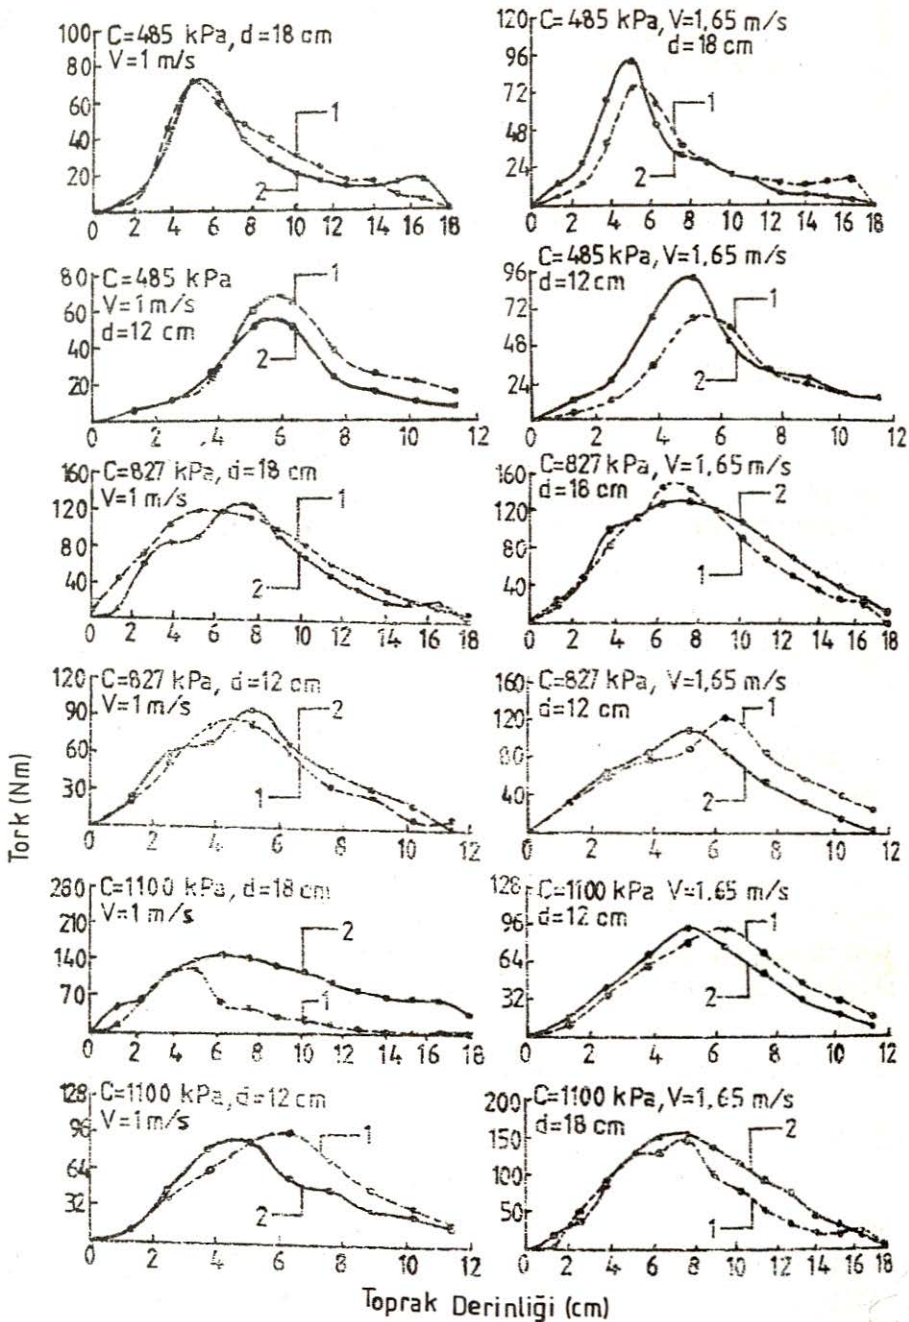 100
80
60
40
20
C=485 kPa, d=18 cm
V=1 m/s
1
2
0 2 4 6 8 10 12 14 16 18
120
96
72
48
24
C=485 kPa, V=1,65 m/s
d=18 cm
1
2
0 2 4 6 8 10 12 14 16 18
80
60
40
20
C=485 kPa
V=1 m/s
d=12 cm
1
2
0 2 4 6 8 10 12
96
72
48
24
C=485 kPa, V=1,65 m/s
d=12 cm
1
2
0 2 4 6 8 10 12
160
120
80
40
C=827 kPa, d=18 cm
V=1 m/s
1
2
0 2 4 6 8 10 12 14 16 18
160
120
80
40
C=827 kPa, V=1,65 m/s
d=18 cm
2
1
0 2 4 6 8 10 12 14 16 18
120
90
60
30
C=827 kPa, d=12 cm
V=1 m/s
2
1
0 2 4 6 8 10 12
160
120
80
40
C=827 kPa, V=1,65 m/s
d=12 cm
1
2
0 2 4 6 8 10 12
280
210
140
70
C=1100 kPa, d=18 cm
V=1 m/s
2
1
0 2 4 6 8 10 12 14 16 18
128
96
64
32
C=1100 kPa V=1.65 m/s
d=12 cm
1
2
0 2 4 6 8 10 12
128
96
64
32
C=1100 kPa, d=12 cm
V=1 m/s
1
2
0 2 4 6 8 10 12
200
150
100
50
C=1100 kPa, V=1,65 m/s
d=18 cm
2
1
0 2 4 6 8 10 12 14 16 18
Tork (Nm)
Toprak Derinliği (cm)